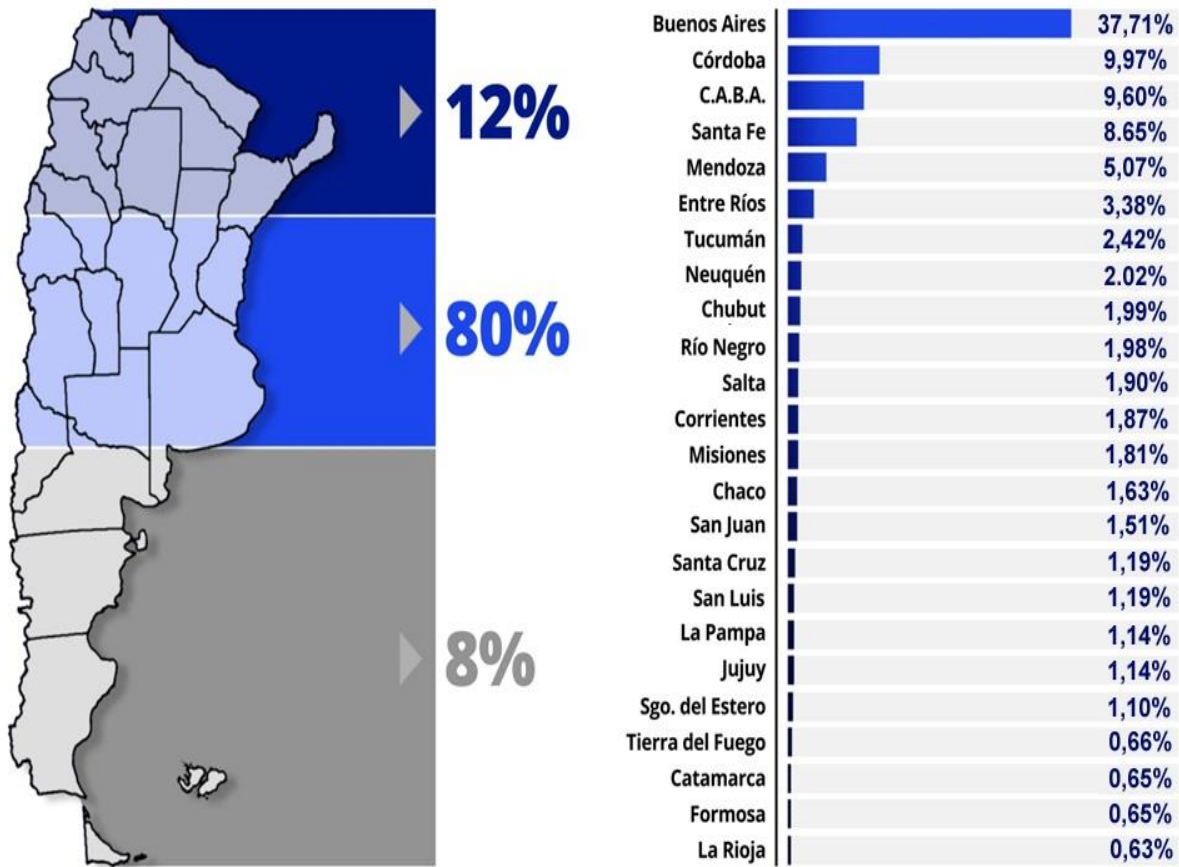 12%
80%
8%
Buenos Aires 37,71%
Córdoba 9,97%
C.A.B.A. 9,60%
Santa Fe 8.65%
Mendoza 5,07%
Entre Ríos 3,38%
Tucumán 2,42%
Neuquén 2.02%
Chubut 1,99%
Río Negro 1,98%
Salta 1,90%
Corrientes 1,87%
Misiones 1,81%
Chaco 1,63%
San Juan 1,51%
Santa Cruz 1,19%
San Luis 1,19%
La Pampa 1,14%
Jujuy 1,14%
Sgo. del Estero 1,10%
Tierra del Fuego 0,66%
Catamarca 0,65%
Formosa 0,65%
La Rioja 0,63%